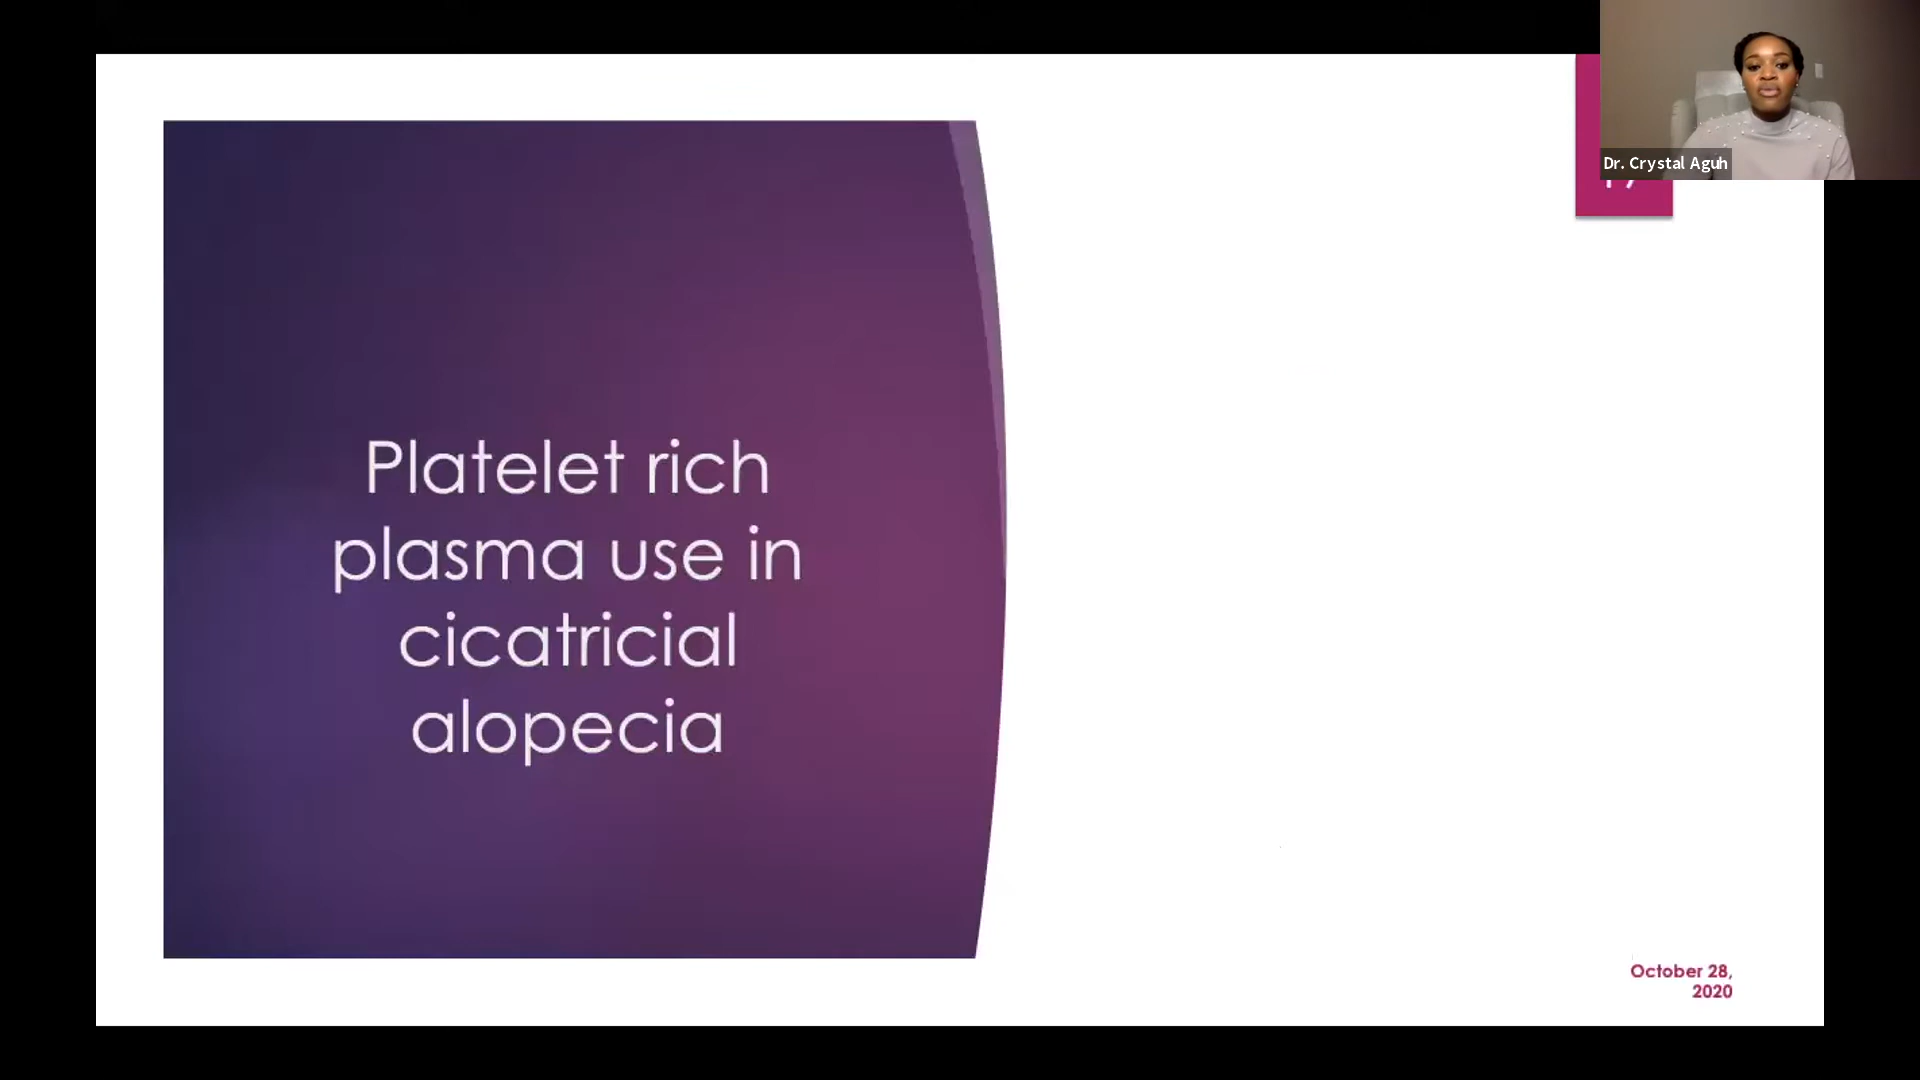 Platelet rich
plasma use in
cicatricial
alopecia
Dr. Crystal Aguh
October 28,
2020